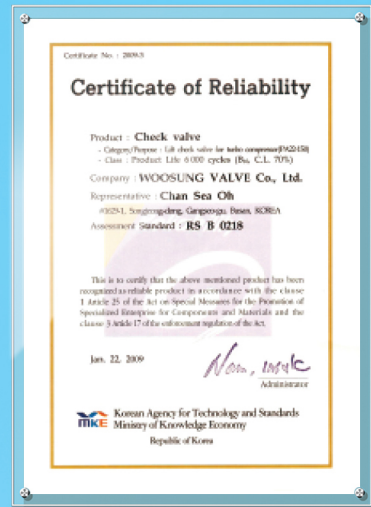 Certificate No. : 2009-5
Certificate of Reliability
Product : Check valve
- Category/Purpose : Lift check valve for turbo compressor
- Class : Product Life 6 000 cycles C.L. 70%)
Company : WOOSUNG VALVE Co., Ltd.
Representative : Chan Sea Oh
Songjeong-dong, Gangseo-gu, Busan, KOREA
Assessment Standard : RS B 0218
This is to certify that the above mentioned product has been
recognized as reliable product in accordance with the clause
1 Article 25 of the Act on Special Measures for the Promotion of
Specialized Enterprise for Components and Materials and the
clause 3 Article 17 of the enforcement regulation of the Act.
Jan. 22, 2009
Administrator
MKE
Korean Agency for Technology and Standards
Ministry of Knowledge Economy
Republic of Korea